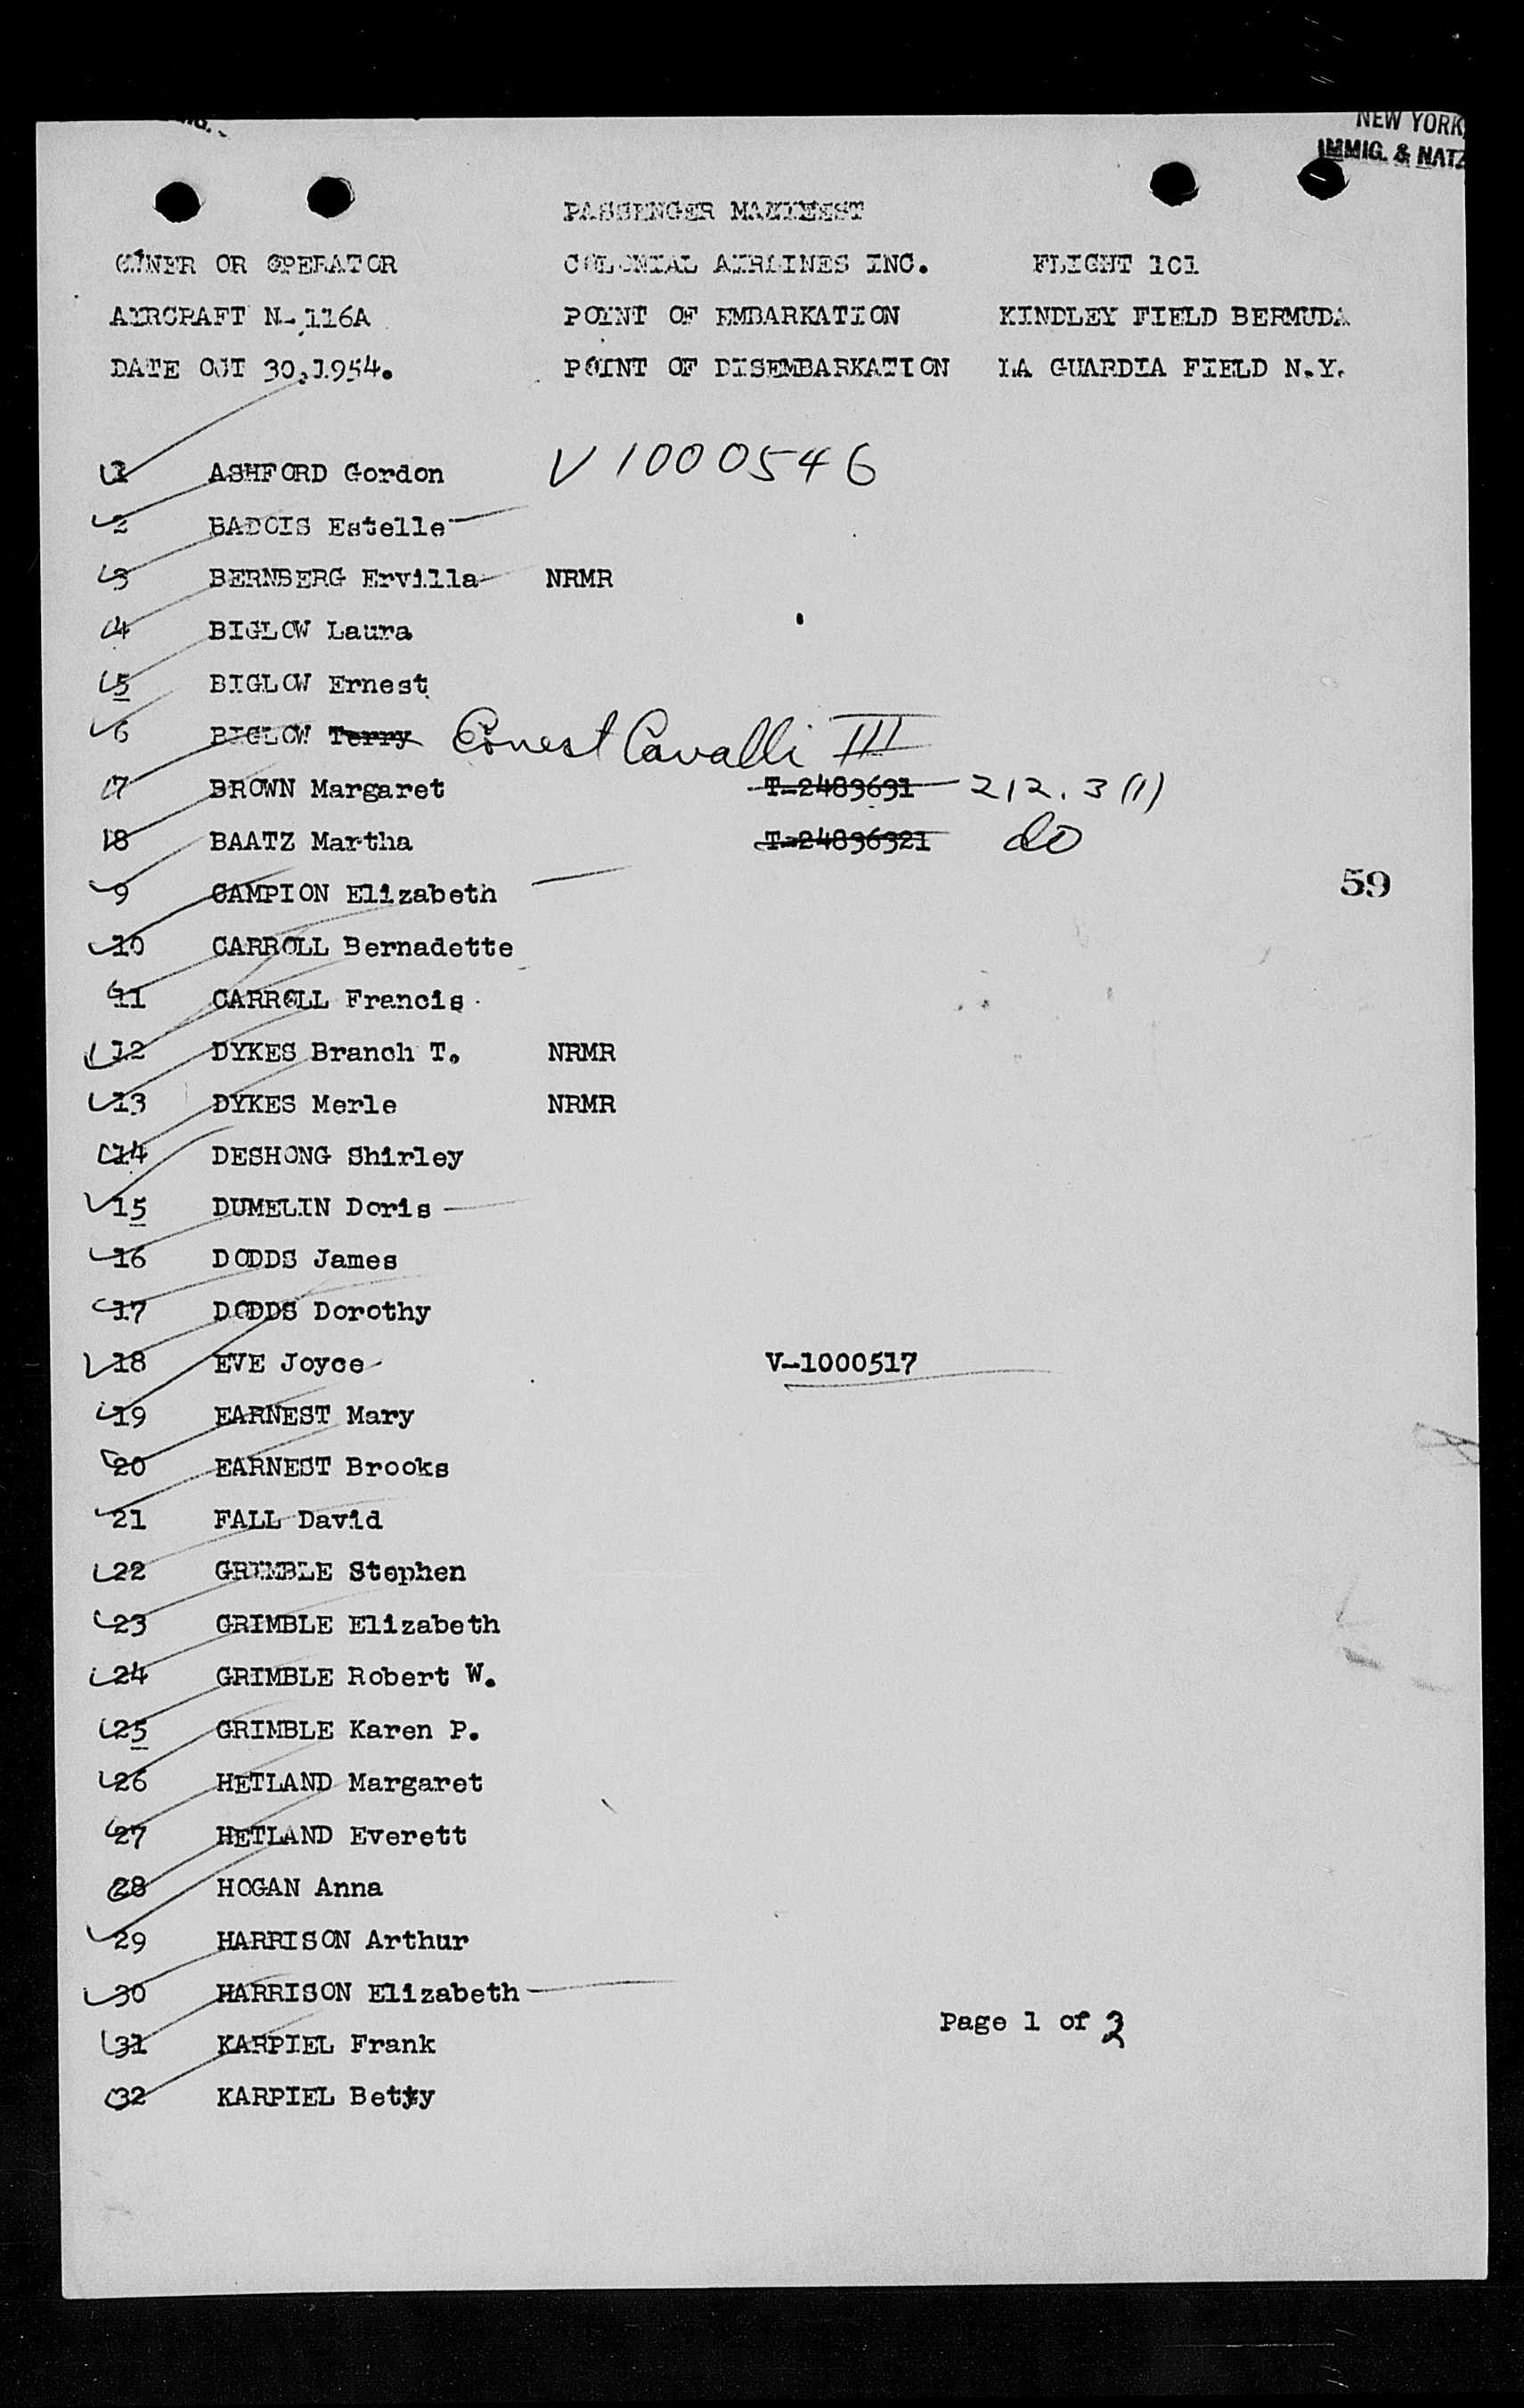 NEW YORK,
IMMIG. & NATZ
PASSENGER MANIFEST
OWNER OR OPERATOR COLONIAL AIRLINES INC. FLIGHT 101
AIRCRAFT N-116A POINT OF EMBARKATION KINDLEY FIELD BERMUDA
DATE OCT 30.1954. POINT OF DISEMBARKATION LA GUARDIA FIELD N.Y.
1 ASHFORD Gordon V 1000546
2 BADOIS Estelle
3 BERNBERG Ervilla NRMR
4 BIGLOW Laura
5 BIGLOW Ernest
6 BIGLOW Terry Ernest Cavalli III
7 BROWN Margaret T-2483631 212.3(1)
8 BAATZ Martha T-24836321 do
9 CAMPION Elizabeth
59
10 CARROLL Bernadette
11 CARROLL Francis
12 DYKES Branch T. NRMR
13 DYKES Merle NRMR
14 DESHONG Shirley
15 DUMELIN Doris
16 DODDS James
17 DODDS Dorothy
18 EVE Joyce V-1000517
19 EARNEST Mary
20 EARNEST Brooks
21 FALL David
22 GRIMBLE Stephen
23 GRIMBLE Elizabeth
24 GRIMBLE Robert W.
25 GRIMBLE Karen P.
26 HETLAND Margaret
27 HETLAND Everett
28 HOGAN Anna
29 HARRISON Arthur
30 HARRISON Elizabeth
Page 1 of 3
31 KARPIEL Frank
32 KARPIEL Betty